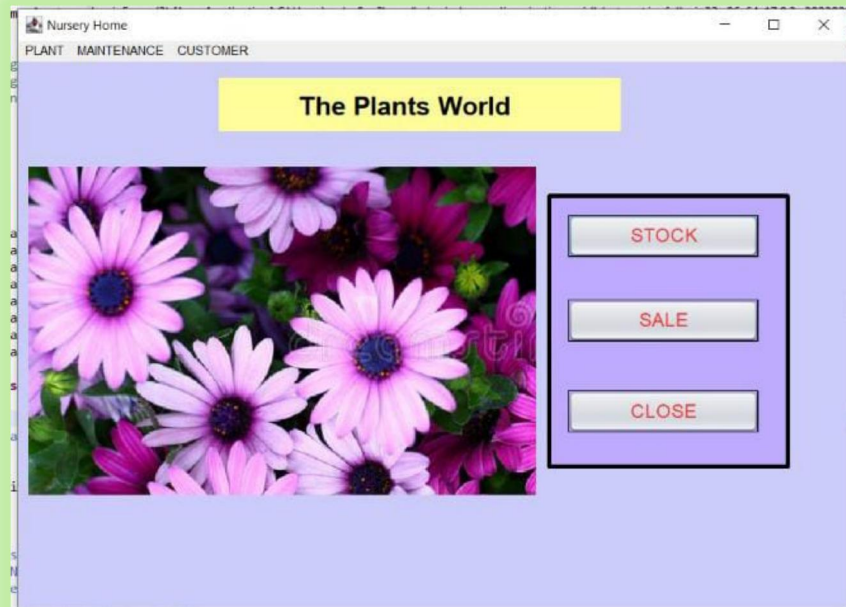 Nursery Home
PLANT MAINTENANCE CUSTOMER
The Plants World
STOCK
SALE
CLOSE